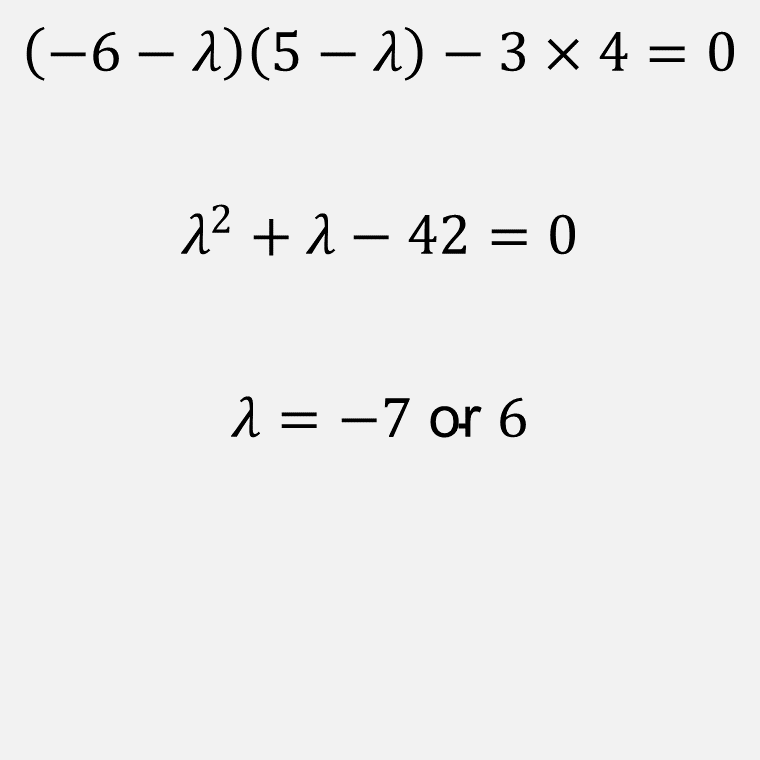 (−6 − λ)(5 − λ) − 3 × 4 = 0
λ² + λ − 42 = 0
λ = −7 or 6